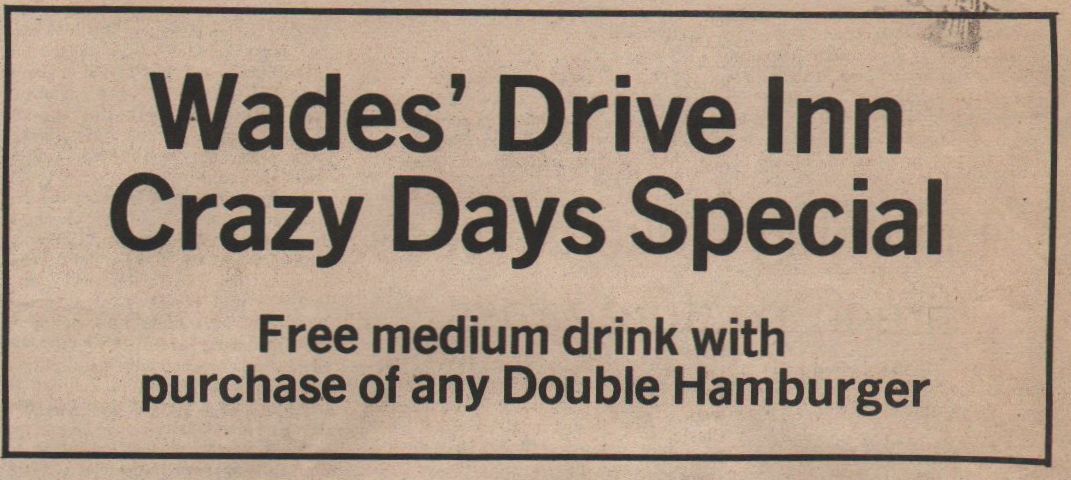 Wades' Drive Inn
Crazy Days Special
Free medium drink with
purchase of any Double Hamburger